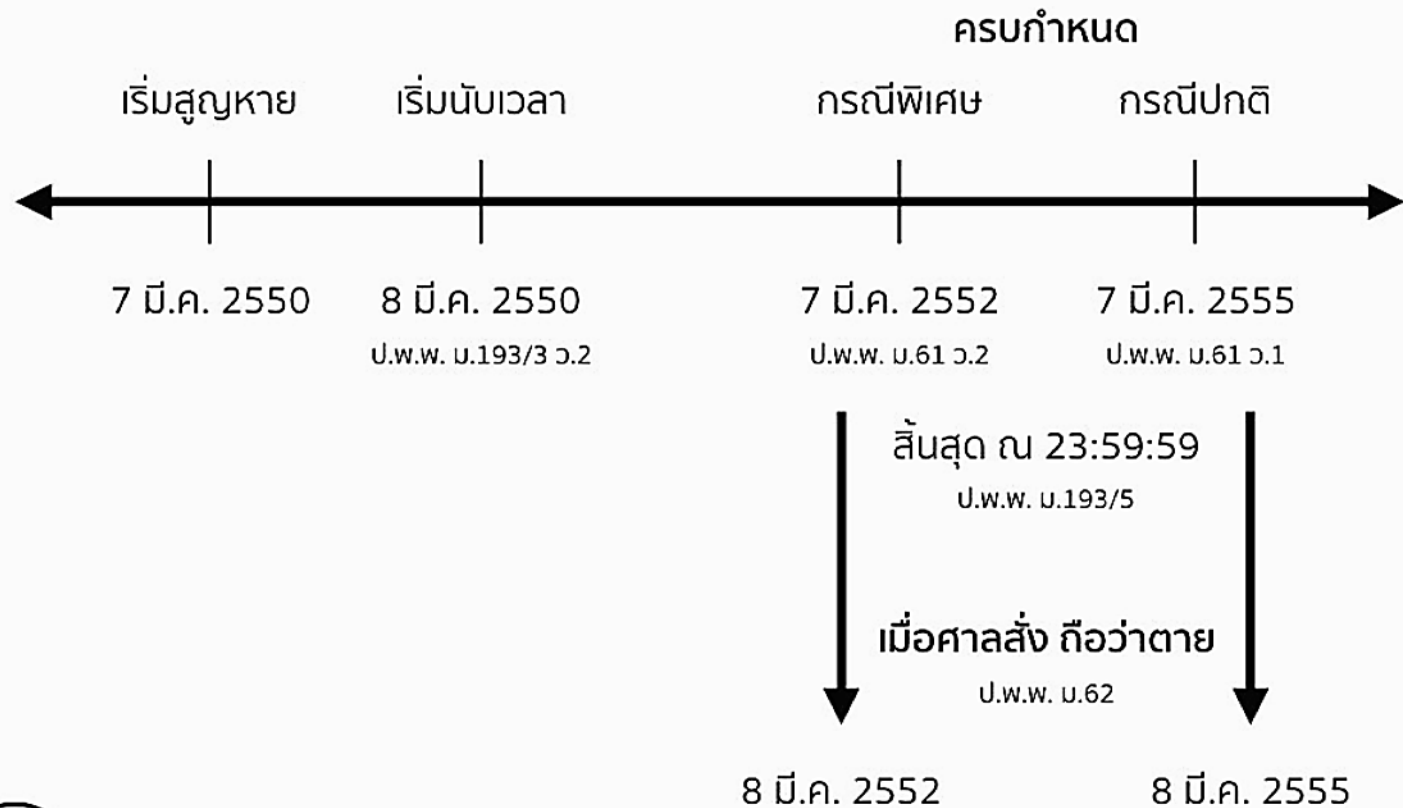 ครบกำหนด
เริ่มสูญหาย เริ่มนับเวลา กรณีพิเศษ กรณีปกติ
7 มี.ค. 2550 8 มี.ค. 2550 7 มี.ค. 2552 7 มี.ค. 2555
ป.พ.พ. ม.193/3 ว.2 ป.พ.พ. ม.61 ว.2 ป.พ.พ. ม.61 ว.1
สิ้นสุด ณ 23:59:59
ป.พ.พ. ม.193/5
เมื่อศาลสั่ง ถือว่าตาย
ป.พ.พ. ม.62
8 มี.ค. 2552 8 มี.ค. 2555